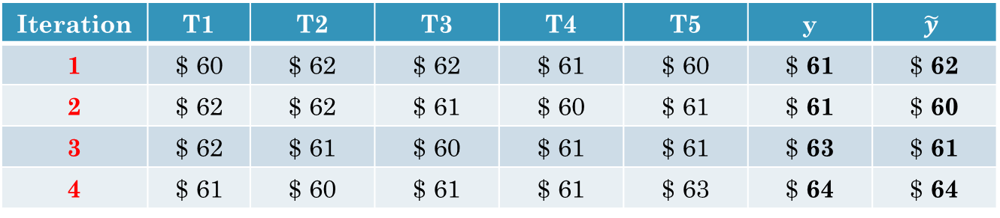 Iteration T1 T2 T3 T4 T5 y ỹ
1 $ 60 $ 62 $ 62 $ 61 $ 60 $ 61 $ 62
2 $ 62 $ 62 $ 61 $ 60 $ 61 $ 61 $ 60
3 $ 62 $ 61 $ 60 $ 61 $ 61 $ 63 $ 61
4 $ 61 $ 60 $ 61 $ 61 $ 63 $ 64 $ 64